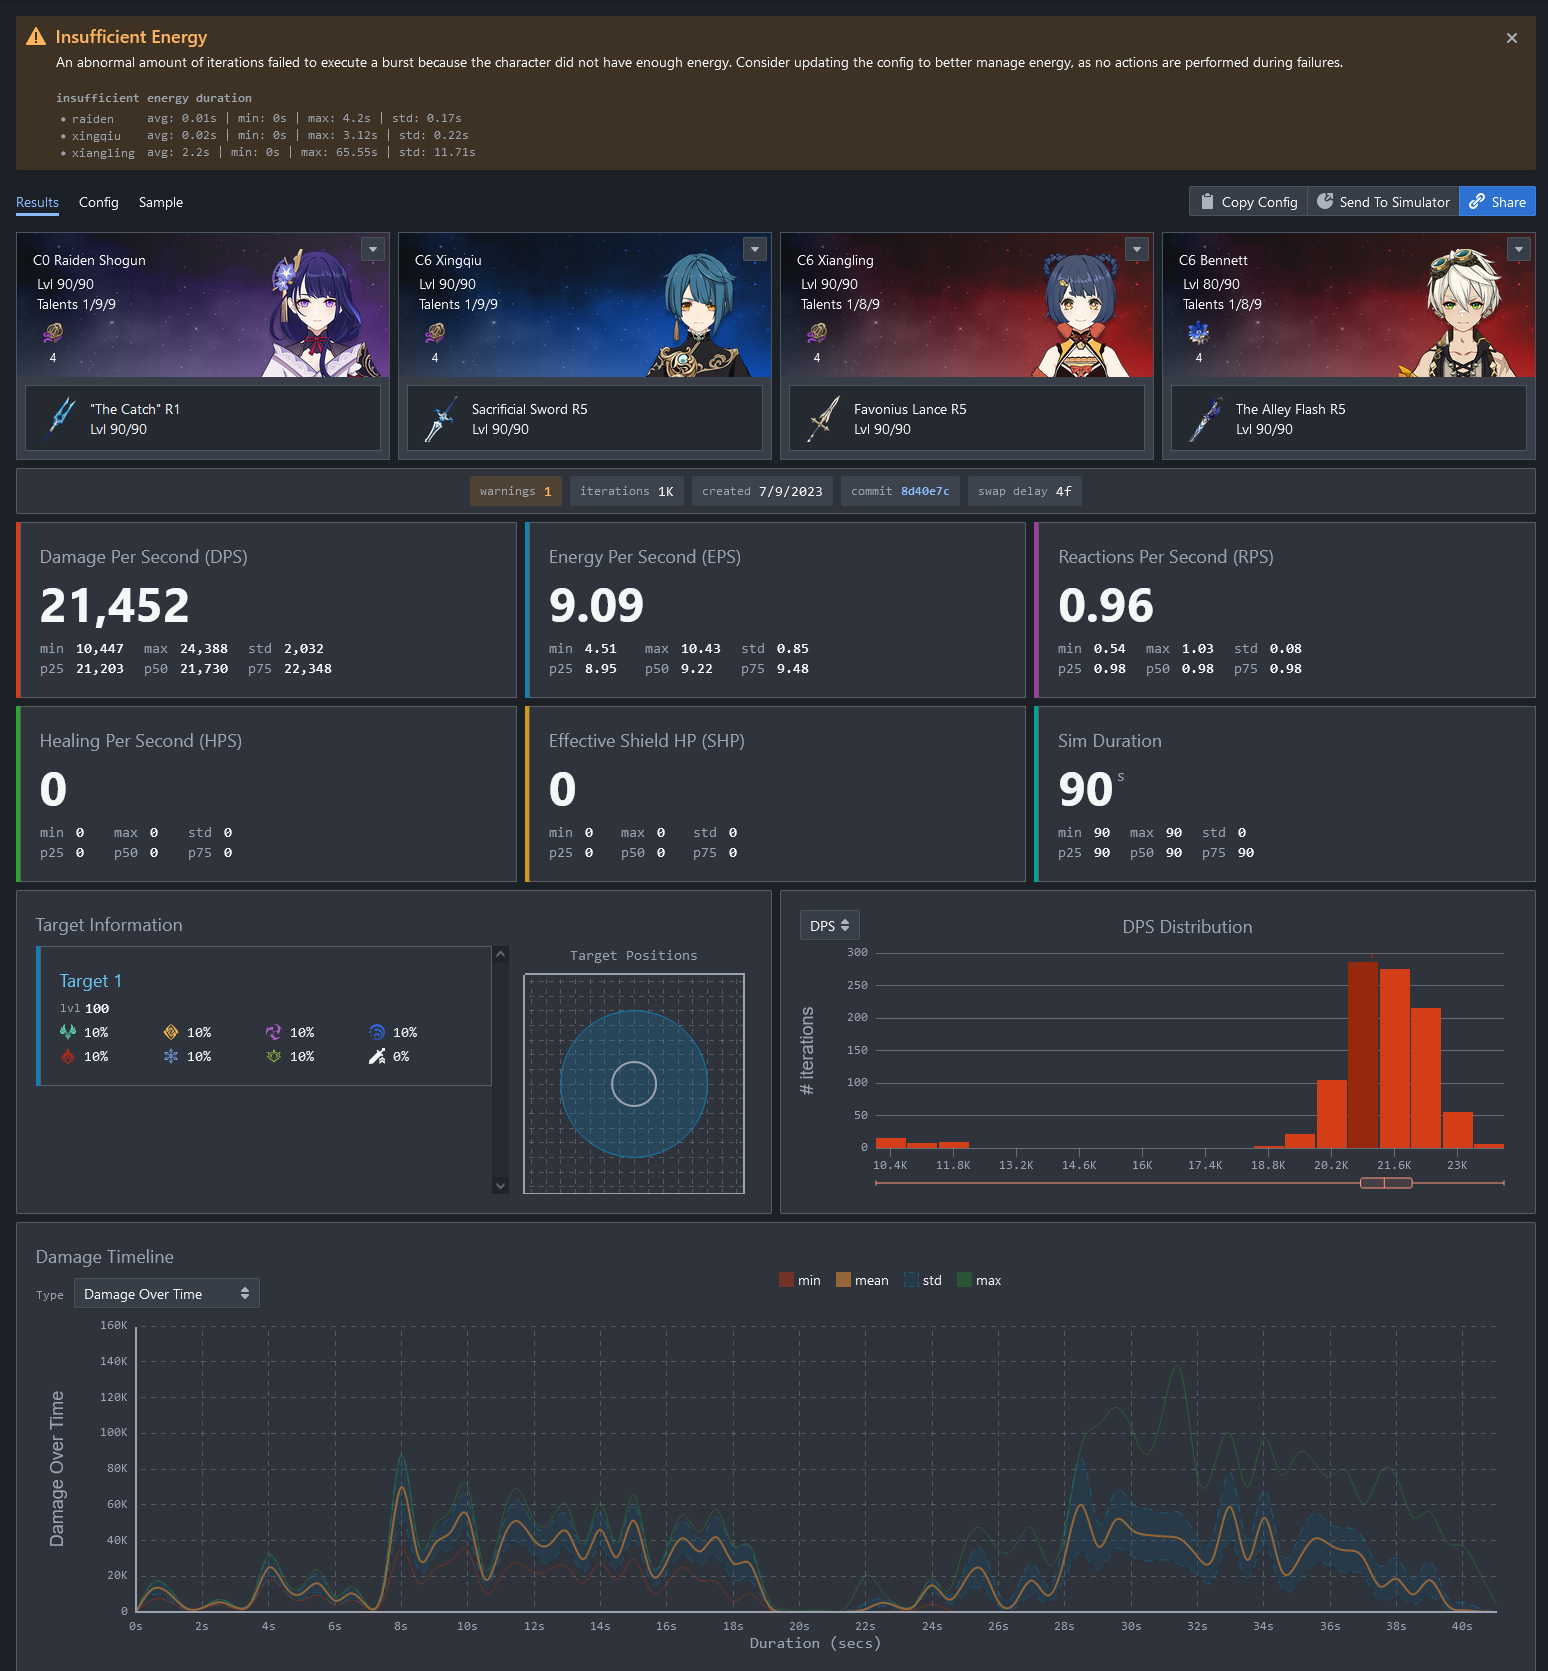 Insufficient Energy
An abnormal amount of iterations failed to execute a burst because the character did not have enough energy. Consider updating the config to better manage energy, as no actions are performed during failures.
insufficient energy duration
• raiden avg: 0.01s | min: 0s | max: 4.2s | std: 0.17s
• xingqiu avg: 0.02s | min: 0s | max: 3.12s | std: 0.22s
• xiangling avg: 2.2s | min: 0s | max: 65.55s | std: 11.71s
Results Config Sample Copy Config Send To Simulator Share
C0 Raiden Shogun
Lvl 90/90
Talents 1/9/9
4
"The Catch" R1
Lvl 90/90
C6 Xingqiu
Lvl 90/90
Talents 1/9/9
4
Sacrificial Sword R5
Lvl 90/90
C6 Xiangling
Lvl 90/90
Talents 1/8/9
4
Favonius Lance R5
Lvl 90/90
C6 Bennett
Lvl 80/90
Talents 1/8/9
4
The Alley Flash R5
Lvl 90/90
warnings 1 iterations 1K created 7/9/2023 commit 8d40e7c swap delay 4f
Damage Per Second (DPS)
21,452
min 10,447 max 24,388 std 2,032
p25 21,203 p50 21,730 p75 22,348
Energy Per Second (EPS)
9.09
min 4.51 max 10.43 std 0.85
p25 8.95 p50 9.22 p75 9.48
Reactions Per Second (RPS)
0.96
min 0.54 max 1.03 std 0.08
p25 0.98 p50 0.98 p75 0.98
Healing Per Second (HPS)
0
min 0 max 0 std 0
p25 0 p50 0 p75 0
Effective Shield HP (SHP)
0
min 0 max 0 std 0
p25 0 p50 0 p75 0
Sim Duration
90 s
min 90 max 90 std 0
p25 90 p50 90 p75 90
Target Information
Target 1
lvl 100
10% 10% 10% 10%
10% 10% 10% 0%
Target Positions
DPS
DPS Distribution
# iterations
300
250
200
150
100
50
0
10.4K 11.8K 13.2K 14.6K 16K 17.4K 18.8K 20.2K 21.6K 23K
Damage Timeline
Type Damage Over Time
min mean std max
Damage Over Time
160K
140K
120K
100K
80K
60K
40K
20K
0
0s 2s 4s 6s 8s 10s 12s 14s 16s 18s 20s 22s 24s 26s 28s 30s 32s 34s 36s 38s 40s
Duration (secs)